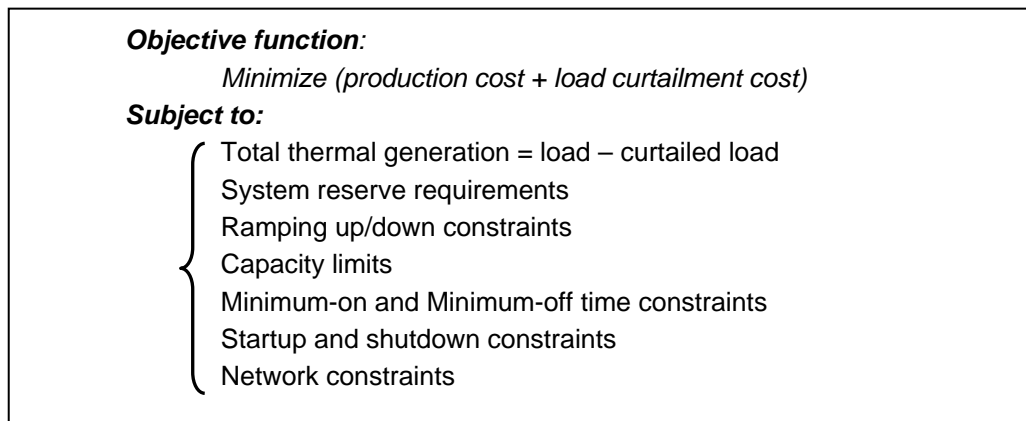 Objective function:
Minimize (production cost + load curtailment cost)
Subject to:
Total thermal generation = load – curtailed load
System reserve requirements
Ramping up/down constraints
Capacity limits
Minimum-on and Minimum-off time constraints
Startup and shutdown constraints
Network constraints